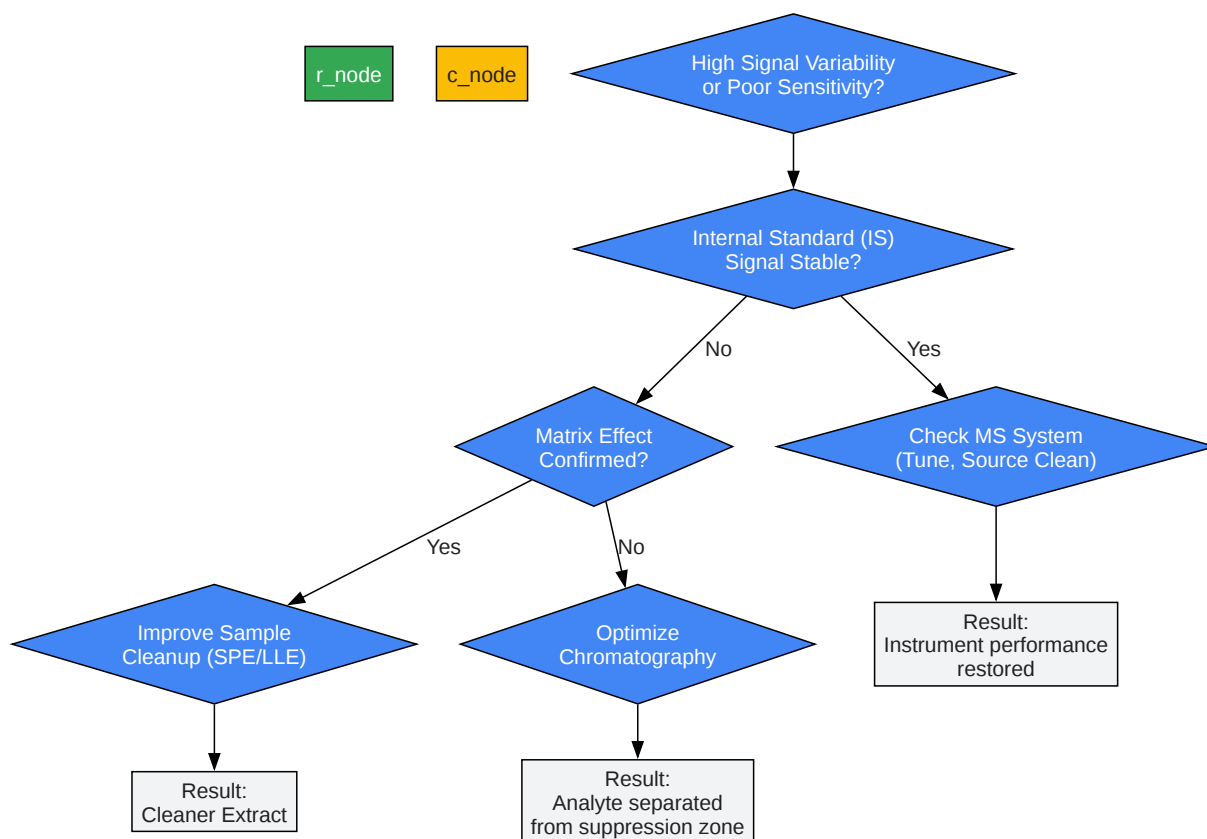 r_node
c_node
High Signal Variability
or Poor Sensitivity?
Internal Standard (IS)
Signal Stable?
No
Yes
Matrix Effect
Confirmed?
Check MS System
(Tune, Source Clean)
Yes
No
Improve Sample
Cleanup (SPE/LLE)
Optimize
Chromatography
Result:
Instrument performance
restored
Result:
Cleaner Extract
Result:
Analyte separated
from suppression zone